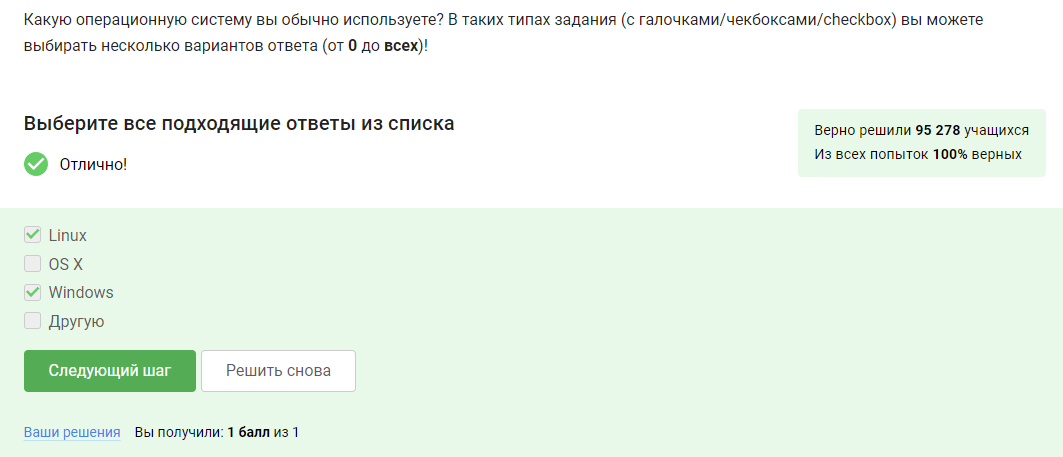 Какую операционную систему вы обычно используете? В таких типах задания (с галочками/чекбоксами/checkbox) вы можете
выбирать несколько вариантов ответа (от 0 до всех)!
Выберите все подходящие ответы из списка
Верно решили 95 278 учащихся
Из всех попыток 100% верных
Отлично!
Linux
OS X
Windows
Другую
Следующий шаг
Решить снова
Ваши решения
Вы получили: 1 балл из 1